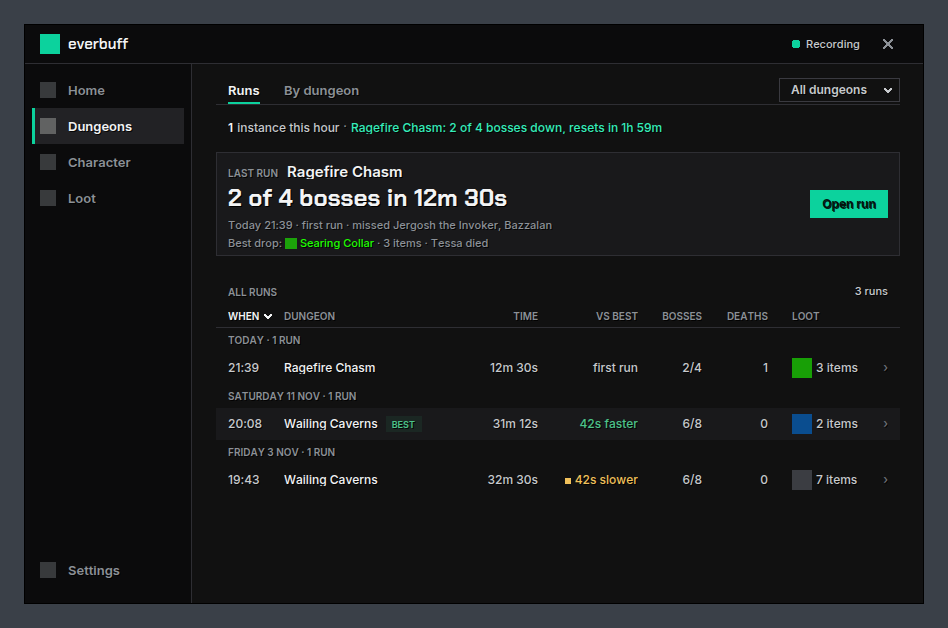 everbuff
Recording
Home
Dungeons
Character
Loot
Settings
Runs By dungeon
All dungeons
1 instance this hour · Ragefire Chasm: 2 of 4 bosses down, resets in 1h 59m
LAST RUN Ragefire Chasm
2 of 4 bosses in 12m 30s
Today 21:39 · first run · missed Jergosh the Invoker, Bazzalan
Best drop: Searing Collar · 3 items · Tessa died
Open run
ALL RUNS 3 runs
WHEN DUNGEON TIME VS BEST BOSSES DEATHS LOOT
TODAY · 1 RUN
21:39 Ragefire Chasm 12m 30s first run 2/4 1 3 items ›
SATURDAY 11 NOV · 1 RUN
20:08 Wailing Caverns BEST 31m 12s 42s faster 6/8 0 2 items ›
FRIDAY 3 NOV · 1 RUN
19:43 Wailing Caverns 32m 30s 42s slower 6/8 0 7 items ›